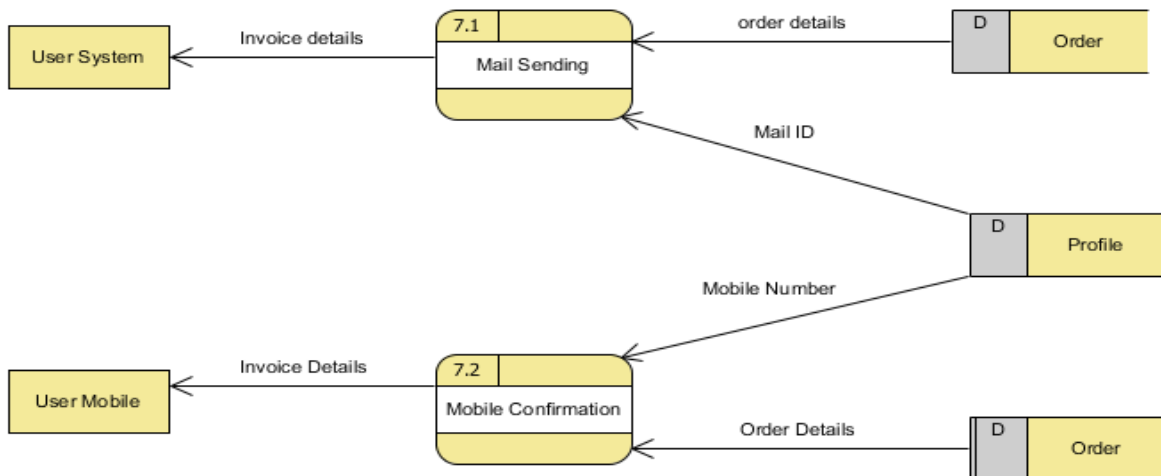 7.1
Invoice details
order details
D
Order
User System
Mail Sending
Mail ID
D
Profile
Mobile Number
7.2
Invoice Details
User Mobile
Mobile Confirmation
Order Details
D
Order